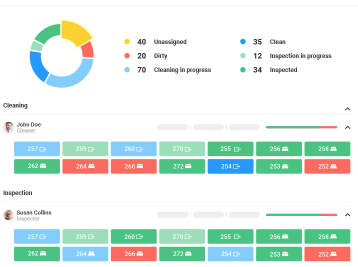 40 Unassigned
20 Dirty
70 Cleaning in progress
35 Clean
12 Inspection in progress
34 Inspected
Cleaning
John Doe
Cleaner
257 259 260 270 255 256 258
262 264 266 272 254 253 252
Inspection
Susan Collins
Inspector
257 259 260 270 255 256 258
262 264 266 272 254 253 252